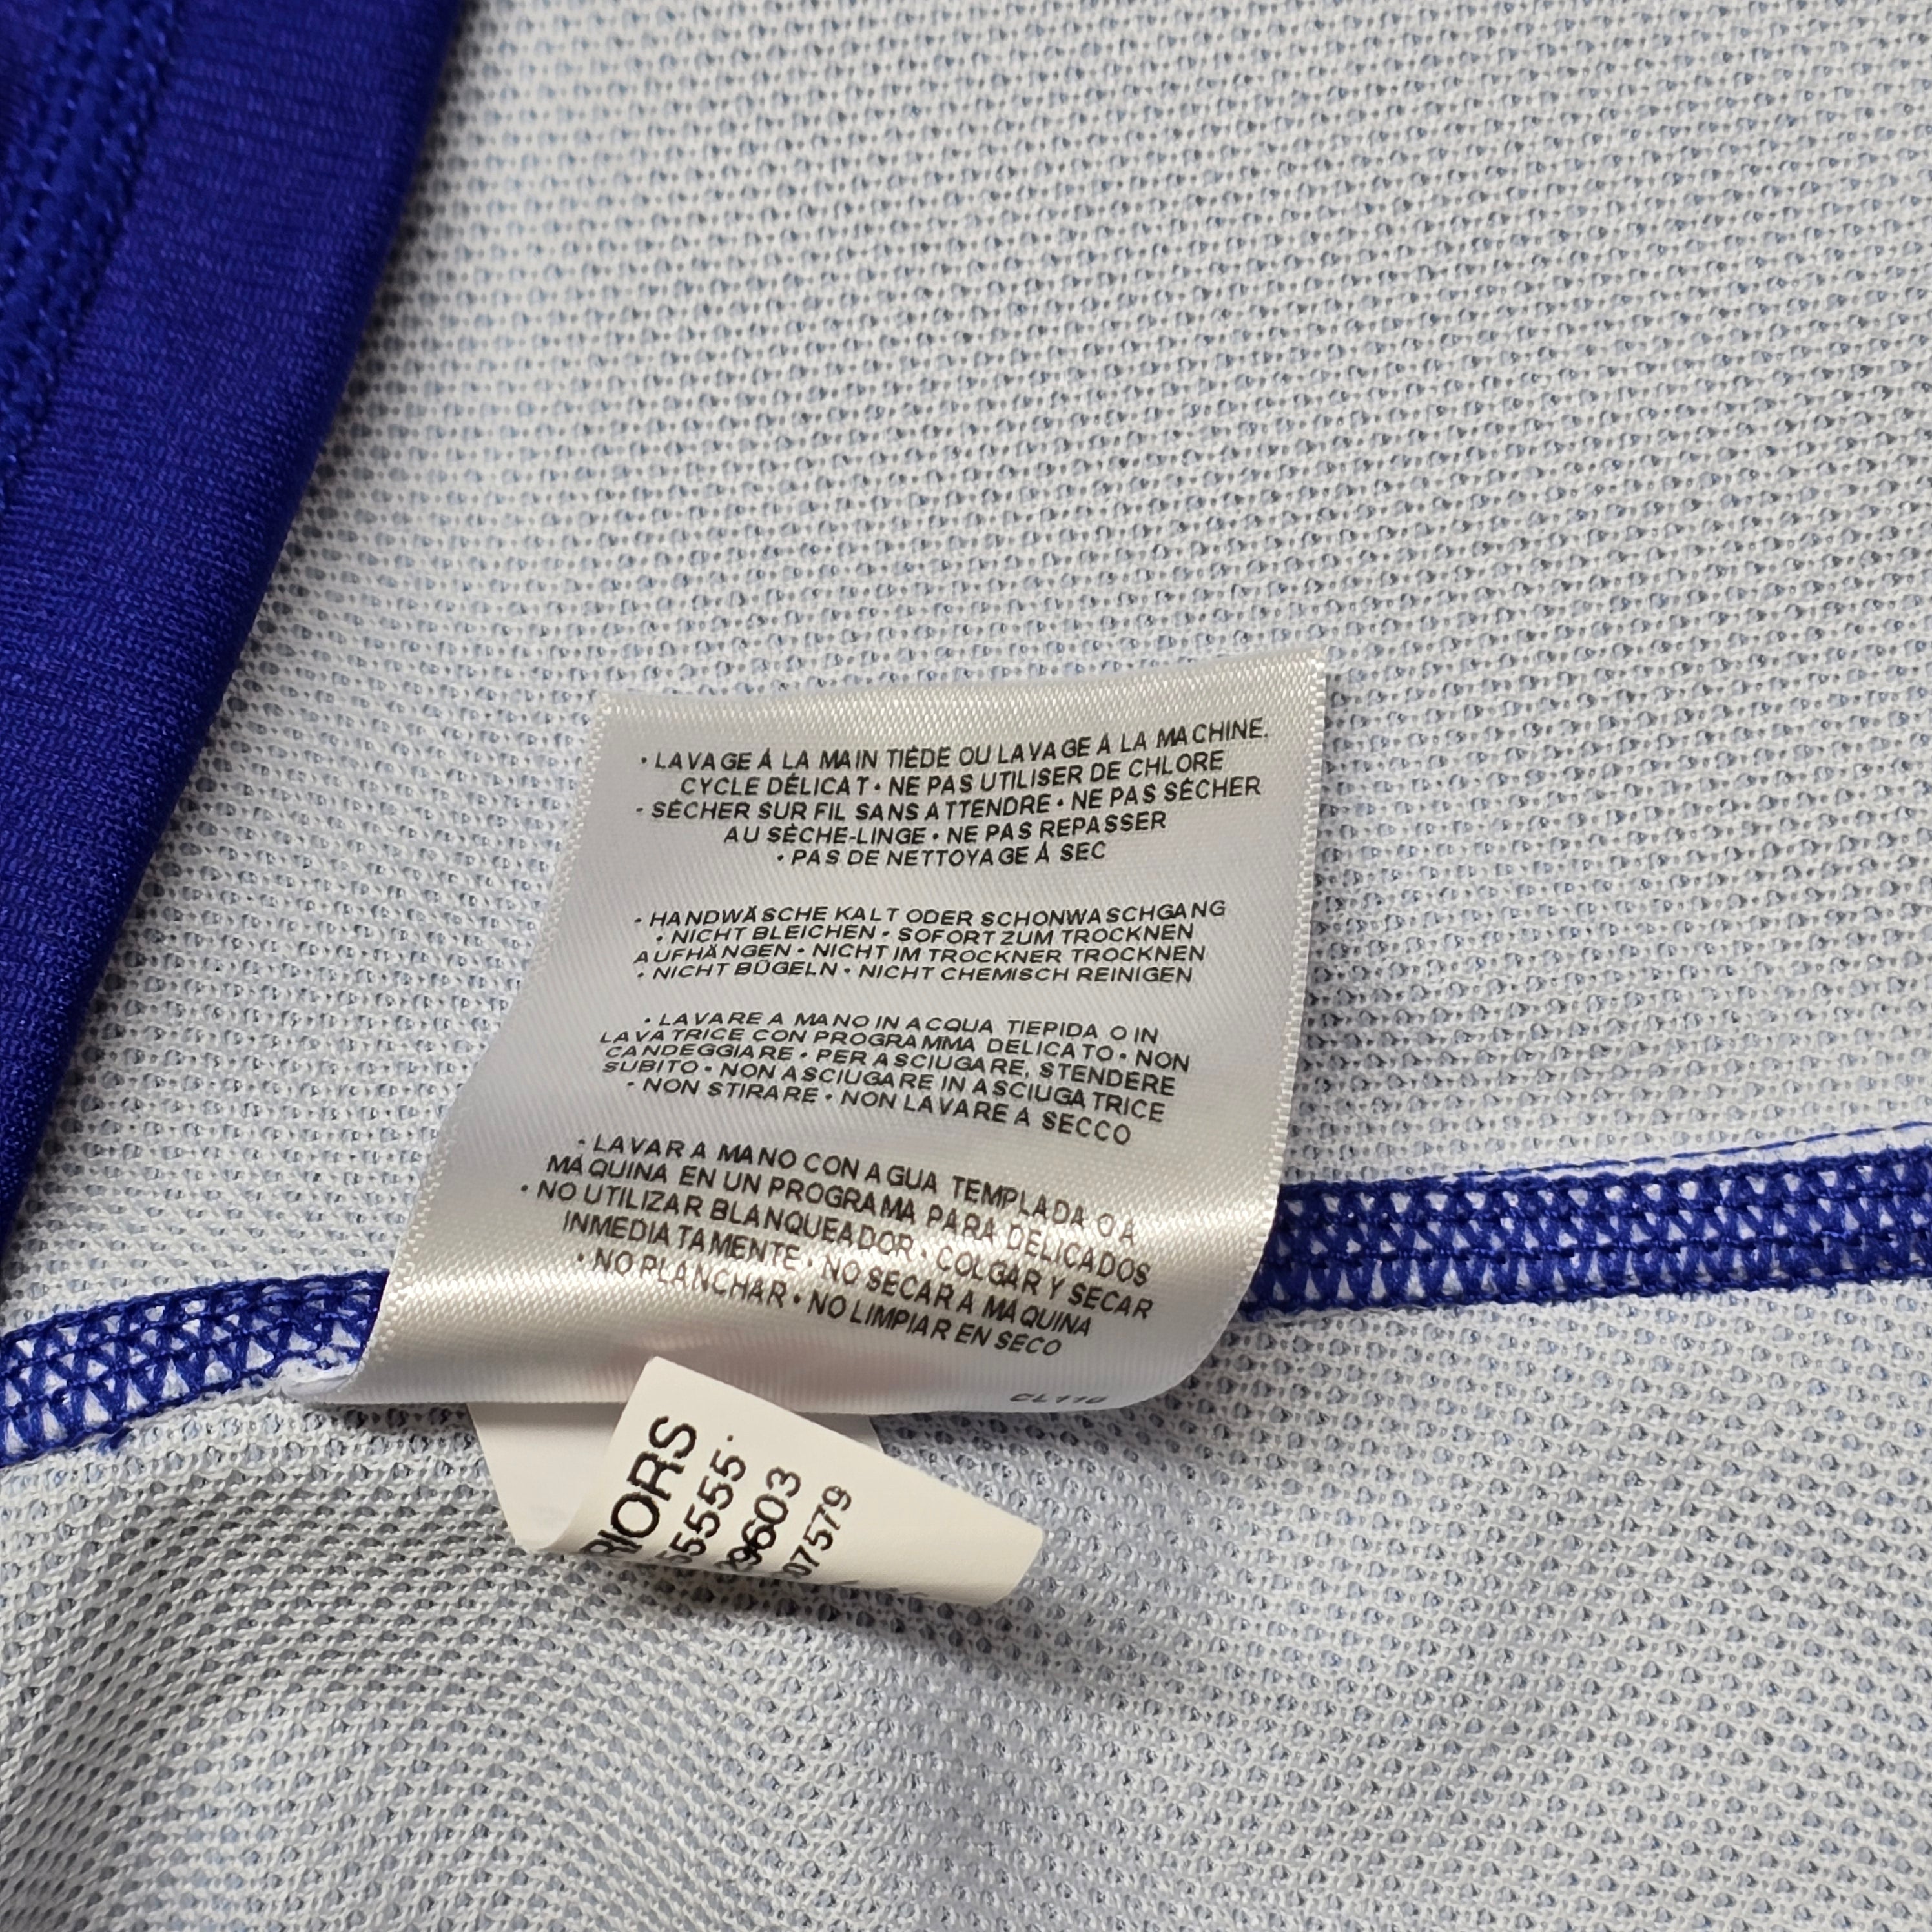 • LAVAGE À LA MAIN TIÈDE OU LAVAGE À LA MACHINE.
CYCLE DÉLICAT • NE PAS UTILISER DE CHLORE
• SÉCHER SUR FIL SANS ATTENDRE • NE PAS SÉCHER
AU SÈCHE-LINGE • NE PAS REPASSER
• PAS DE NETTOYAGE À SEC
• HANDWÄSCHE KALT ODER SCHONWASCHGANG
• NICHT BLEICHEN • SOFORT ZUM TROCKNEN
AUFHÄNGEN • NICHT IM TROCKNER TROCKNEN
• NICHT BÜGELN • NICHT CHEMISCH REINIGEN
• LAVARE A MANO IN ACQUA TIEPIDA O IN
LAVATRICE CON PROGRAMMA DELICATO • NON
CANDEGGIARE • PER ASCIUGARE, STENDERE
SUBITO • NON ASCIUGARE IN ASCIUGATRICE
• NON STIRARE • NON LAVARE A SECCO
• LAVAR A MANO CON AGUA TEMPLADA O A
MÁQUINA EN UN PROGRAMA PARA DELICADOS
• NO UTILIZAR BLANQUEADOR • COLGAR Y SECAR
INMEDIATAMENTE • NO SECAR A MÁQUINA
• NO PLANCHAR • NO LIMPIAR EN SECO
CL110
RIORS
55555
9603
07579